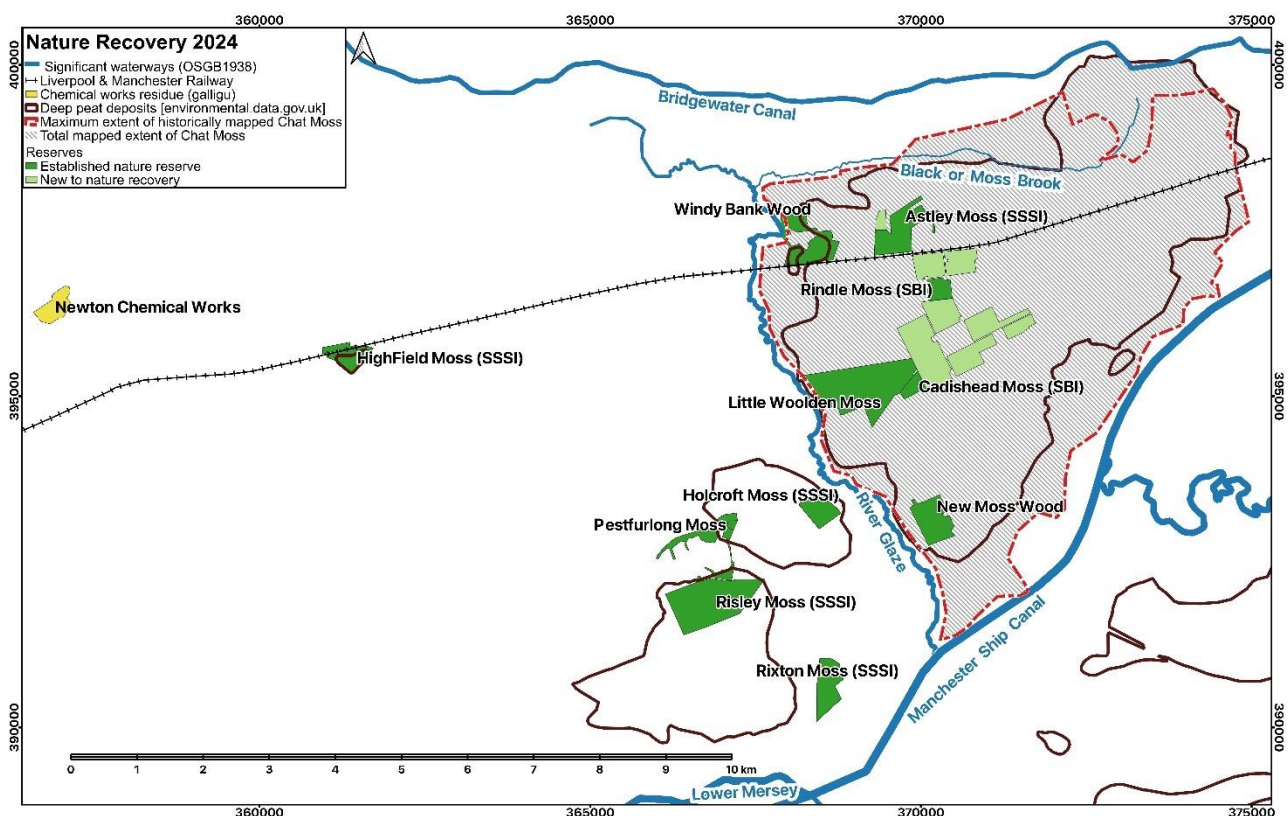 360000
365000
370000
375000
Nature Recovery 2024
Significant waterways (OSGB1938)
Liverpool & Manchester Railway
Chemical works residue (galligu)
Deep peat deposits [environmental.data.gov.uk]
Maximum extent of historically mapped Chat Moss
Total mapped extent of Chat Moss
Reserves
Established nature reserve
New to nature recovery
400000
400000
Bridgewater Canal
Black or Moss Brook
Windy Bank Wood
Astley Moss (SSSI)
Rindle Moss (SBI)
Newton Chemical Works
HighField Moss (SSSI)
Cadishead Moss (SBI)
Little Woolden Moss
395000
395000
Holcroft Moss (SSSI)
New Moss Wood
Pestfurlong Moss
River Glaze
Risley Moss (SSSI)
Manchester Ship Canal
Rixton Moss (SSSI)
390000
390000
0 1 2 3 4 5 6 7 8 9 10 km
Lower Mersey
360000
365000
370000
375000